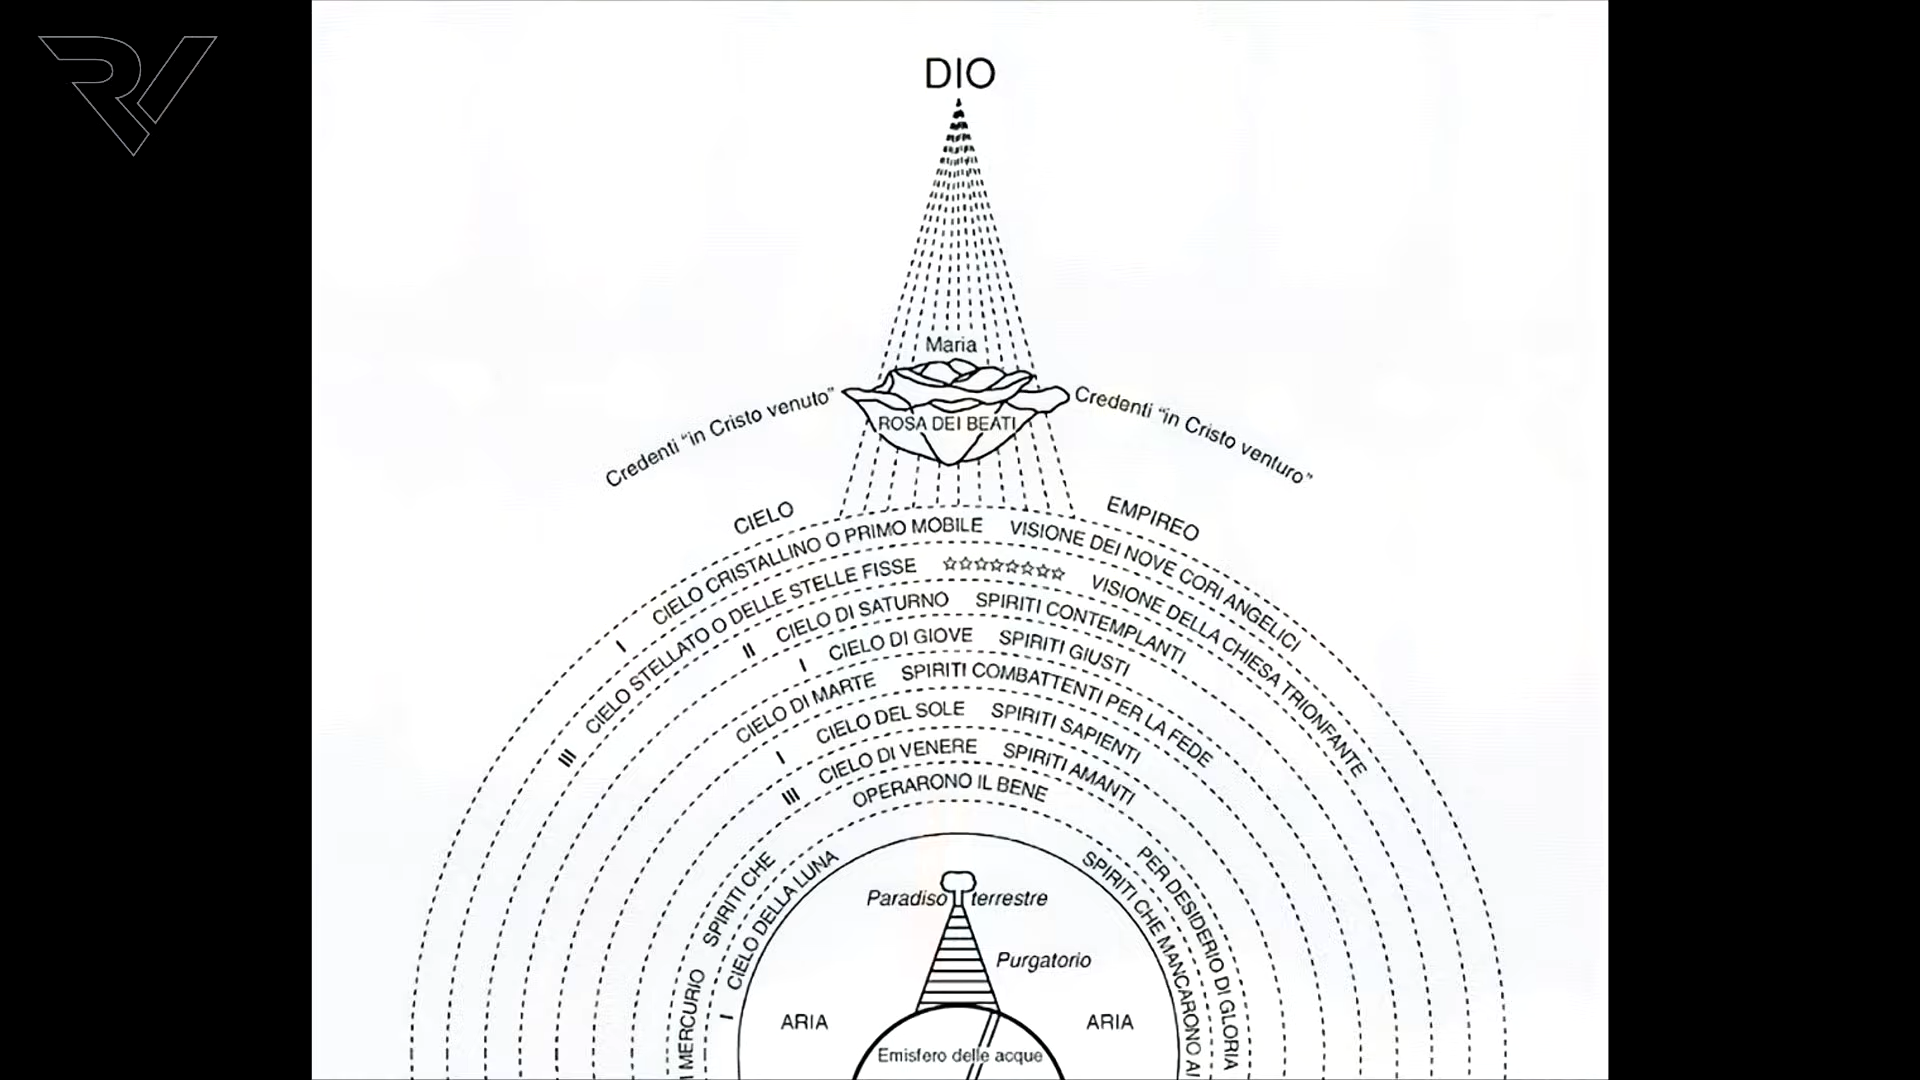 DIO
Maria
Credenti "in Cristo venuto"
Credenti "in Cristo venturo"
ROSA DEI BEATI
CIELO EMPIREO
I CIELO CRISTALLINO O PRIMO MOBILE VISIONE DEI NOVE CORI ANGELICI
III CIELO STELLATO O DELLE STELLE FISSE ☆☆☆☆☆☆☆☆ VISIONE DELLA CHIESA TRIONFANTE
II CIELO DI SATURNO SPIRITI CONTEMPLANTI
I CIELO DI GIOVE SPIRITI GIUSTI
CIELO DI MARTE SPIRITI COMBATTENTI PER LA FEDE
I CIELO DEL SOLE SPIRITI SAPIENTI
III CIELO DI VENERE SPIRITI AMANTI
I MERCURIO SPIRITI CHE OPERARONO IL BENE PER DESIDERIO DI GLORIA
I CIELO DELLA LUNA SPIRITI CHE MANCARONO AI
Paradiso terrestre
Purgatorio
ARIA ARIA
Emisfero delle acque